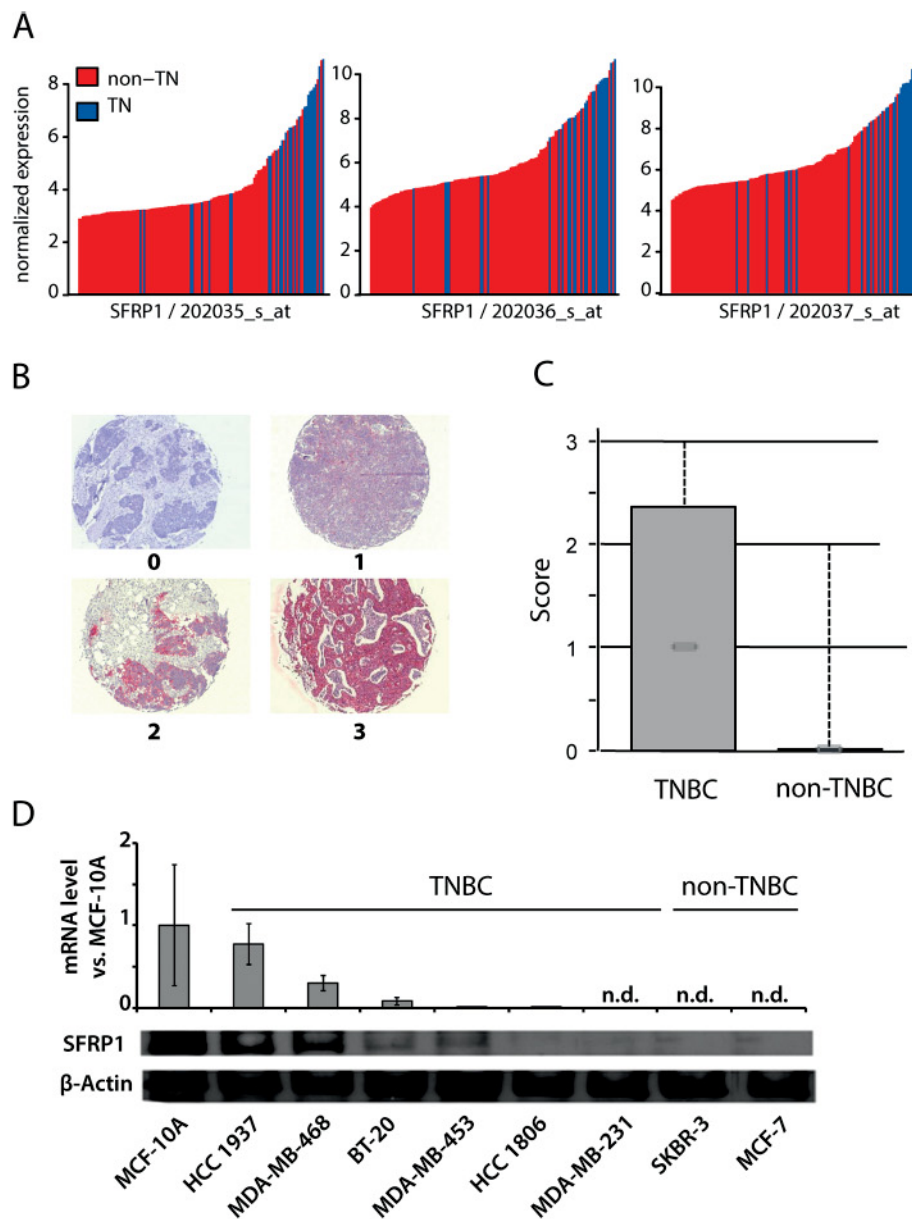 A
non–TN
TN
normalized expression
8
6
4
2
0
SFRP1 / 202035_s_at
10
8
6
4
2
0
SFRP1 / 202036_s_at
10
8
6
4
2
0
SFRP1 / 202037_s_at
B
0
1
2
3
C
Score
3
2
1
0
TNBC
non-TNBC
D
mRNA level
vs. MCF-10A
2
1
0
TNBC
non-TNBC
n.d.
n.d.
n.d.
SFRP1
β-Actin
MCF-10A
HCC 1937
MDA-MB-468
BT-20
MDA-MB-453
HCC 1806
MDA-MB-231
SKBR-3
MCF-7